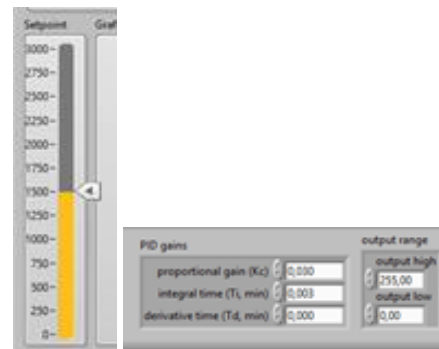 Setpoint
Graf
3000
2750
2500
2250
2000
1750
1500
1250
1000
750
500
250
0
PID gains
proportional gain (Kc) 0,030
integral time (Ti, min) 0,003
derivative time (Td, min) 0,000
output range
output high
255,00
output low
0,00